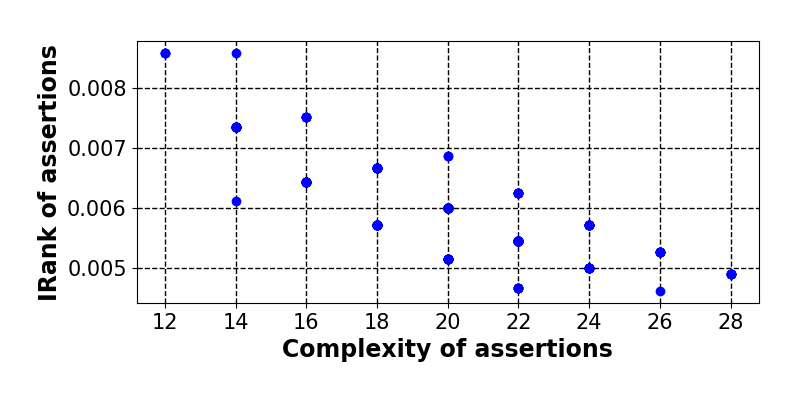 IRank of assertions
0.008
0.007
0.006
0.005
12 14 16 18 20 22 24 26 28
Complexity of assertions